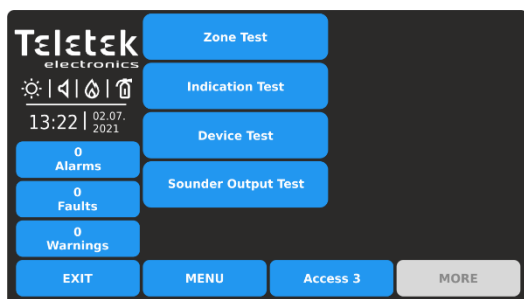 Teletek
electronics
13:22
02.07.
2021
0
Alarms
0
Faults
0
Warnings
Zone Test
Indication Test
Device Test
Sounder Output Test
EXIT
MENU
Access 3
MORE